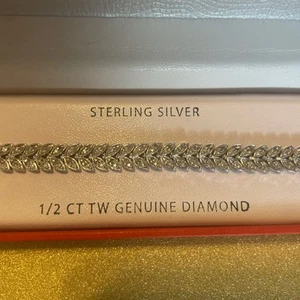 STERLING SILVER
1/2 CT TW GENUINE DIAMOND